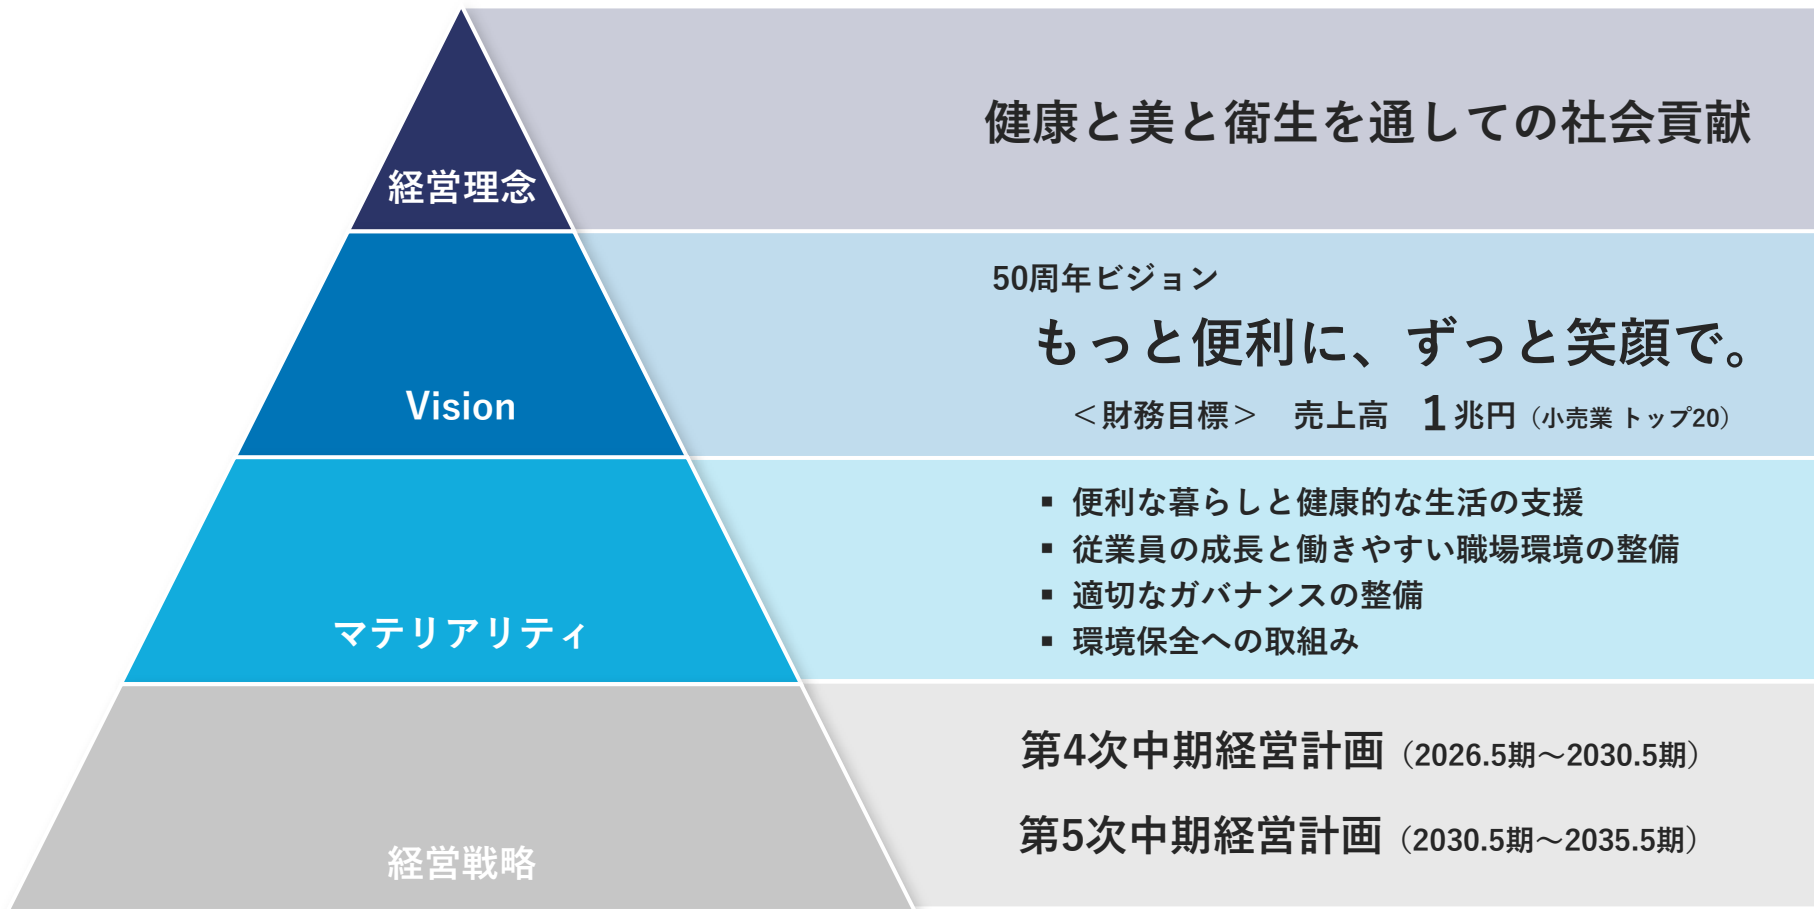 経営理念
健康と美と衛生を通しての社会貢献
Vision
50周年ビジョン
もっと便利に、ずっと笑顔で。
＜財務目標＞　売上高　1兆円（小売業 トップ20）
マテリアリティ
▪ 便利な暮らしと健康的な生活の支援
▪ 従業員の成長と働きやすい職場環境の整備
▪ 適切なガバナンスの整備
▪ 環境保全への取組み
経営戦略
第4次中期経営計画（2026.5期～2030.5期）
第5次中期経営計画（2030.5期～2035.5期）